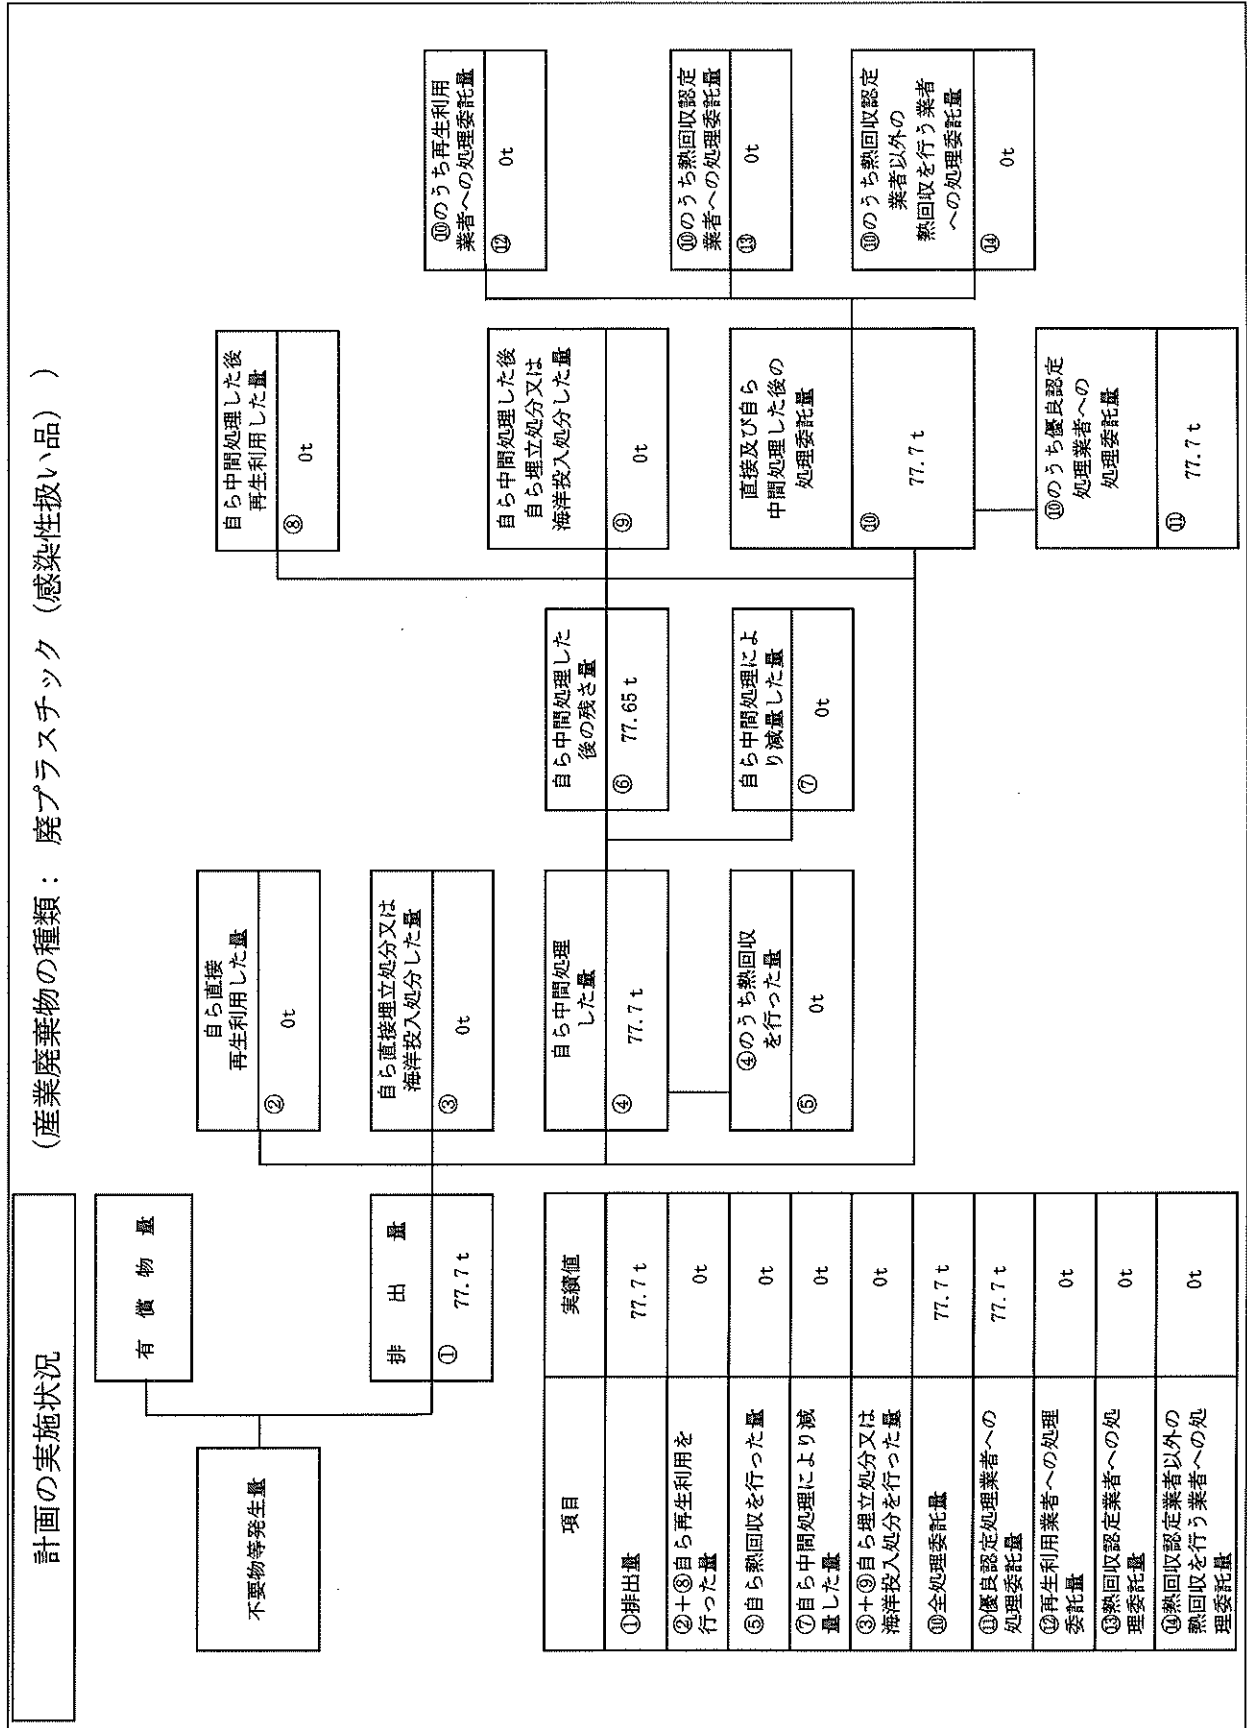 計画の実施状況
(産業廃棄物の種類： 廃プラスチック (感染性扱い品) )
不要物等発生量
有 償 物 量
排 出 量
① 77.7 t
自ら直接
再生利用した量
② 0t
自ら直接埋立処分又は
海洋投入処分した量
③ 0t
自ら中間処理
した量
④ 77.7 t
④のうち熱回収
を行った量
⑤ 0t
自ら中間処理した
後の残さ量
⑥ 77.65 t
自ら中間処理によ
り減量した量
⑦ 0t
自ら中間処理した後
再生利用した量
⑧ 0t
自ら中間処理した後
自ら埋立処分又は
海洋投入処分した量
⑨ 0t
直接及び自ら
中間処理した後の
処理委託量
⑩ 77.7 t
⑩のうち優良認定
処理業者への
処理委託量
⑪ 77.7 t
⑩のうち再生利用
業者への処理委託量
⑫ 0t
⑩のうち熱回収認定
業者への処理委託量
⑬ 0t
⑩のうち熱回収認定
業者以外の
熱回収を行う業者
への処理委託量
⑭ 0t
項目 実績値
①排出量 77.7 t
②+⑧自ら再生利用を
行った量 0t
⑤自ら熱回収を行った量 0t
⑦自ら中間処理により減
量した量 0t
③+⑨自ら埋立処分又は
海洋投入処分を行った量 0t
⑩全処理委託量 77.7 t
⑪優良認定処理業者への
処理委託量 77.7 t
⑫再生利用業者への処理
委託量 0t
⑬熱回収認定業者への処
理委託量 0t
⑭熱回収認定業者以外の
熱回収を行う業者への処
理委託量 0t